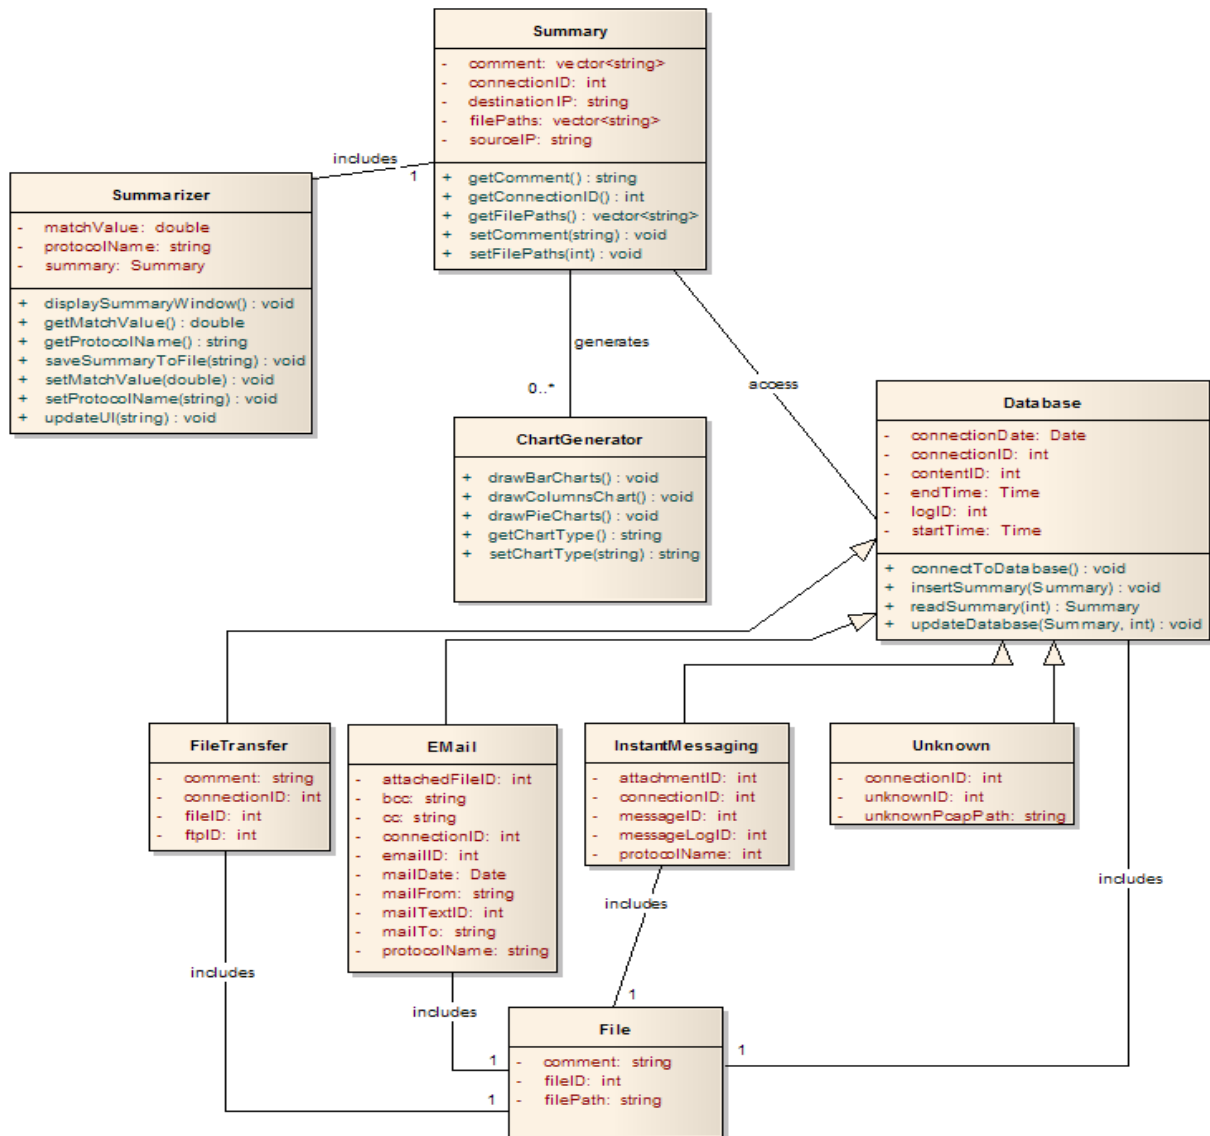 Summary
- comment: vector<string>
- connectionID: int
- destinationIP: string
- filePaths: vector<string>
- sourceIP: string
+ getComment() : string
+ getConnectionID() : int
+ getFilePaths() : vector<string>
+ setComment(string) : void
+ setFilePaths(int) : void
includes
1
Summarizer
- matchValue: double
- protocolName: string
- summary: Summary
+ displaySummaryWindow() : void
+ getMatchValue() : double
+ getProtocolName() : string
+ saveSummaryToFile(string) : void
+ setMatchValue(double) : void
+ setProtocolName(string) : void
+ updateUI(string) : void
generates
0..*
access
ChartGenerator
+ drawBarCharts() : void
+ drawColumnsChart() : void
+ drawPieCharts() : void
+ getChartType() : string
+ setChartType(string) : string
Database
- connectionDate: Date
- connectionID: int
- contentID: int
- endTime: Time
- logID: int
- startTime: Time
+ connectToDatabase() : void
+ insertSummary(Summary) : void
+ readSummary(int) : Summary
+ updateDatabase(Summary, int) : void
FileTransfer
- comment: string
- connectionID: int
- fileID: int
- ftpID: int
EMail
- attachedFileID: int
- bcc: string
- cc: string
- connectionID: int
- emailID: int
- mailDate: Date
- mailFrom: string
- mailTextID: int
- mailTo: string
- protocolName: string
InstantMessaging
- attachmentID: int
- connectionID: int
- messageID: int
- messageLogID: int
- protocolName: int
Unknown
- connectionID: int
- unknownID: int
- unknownPcapPath: string
includes
includes
includes
includes
1
1
1
1
File
- comment: string
- fileID: int
- filePath: string